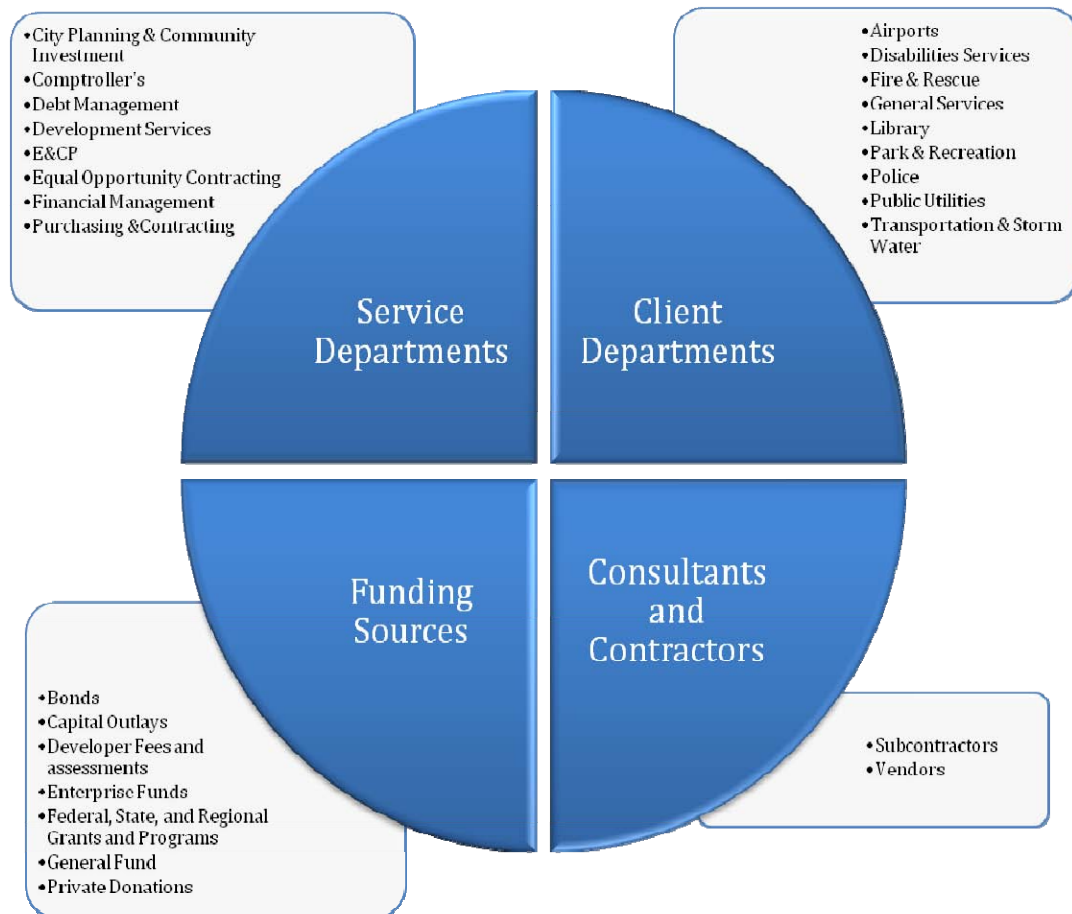 •City Planning & Community
Investment
•Comptroller's
•Debt Management
•Development Services
•E&CP
•Equal Opportunity Contracting
•Financial Management
•Purchasing &Contracting
•Airports
•Disabilities Services
•Fire & Rescue
•General Services
•Library
•Park & Recreation
•Police
•Public Utilities
•Transportation & Storm
Water
Service
Departments
Client
Departments
Funding
Sources
Consultants
and
Contractors
•Bonds
•Capital Outlays
•Developer Fees and
assessments
•Enterprise Funds
•Federal, State, and Regional
Grants and Programs
•General Fund
•Private Donations
•Subcontractors
•Vendors